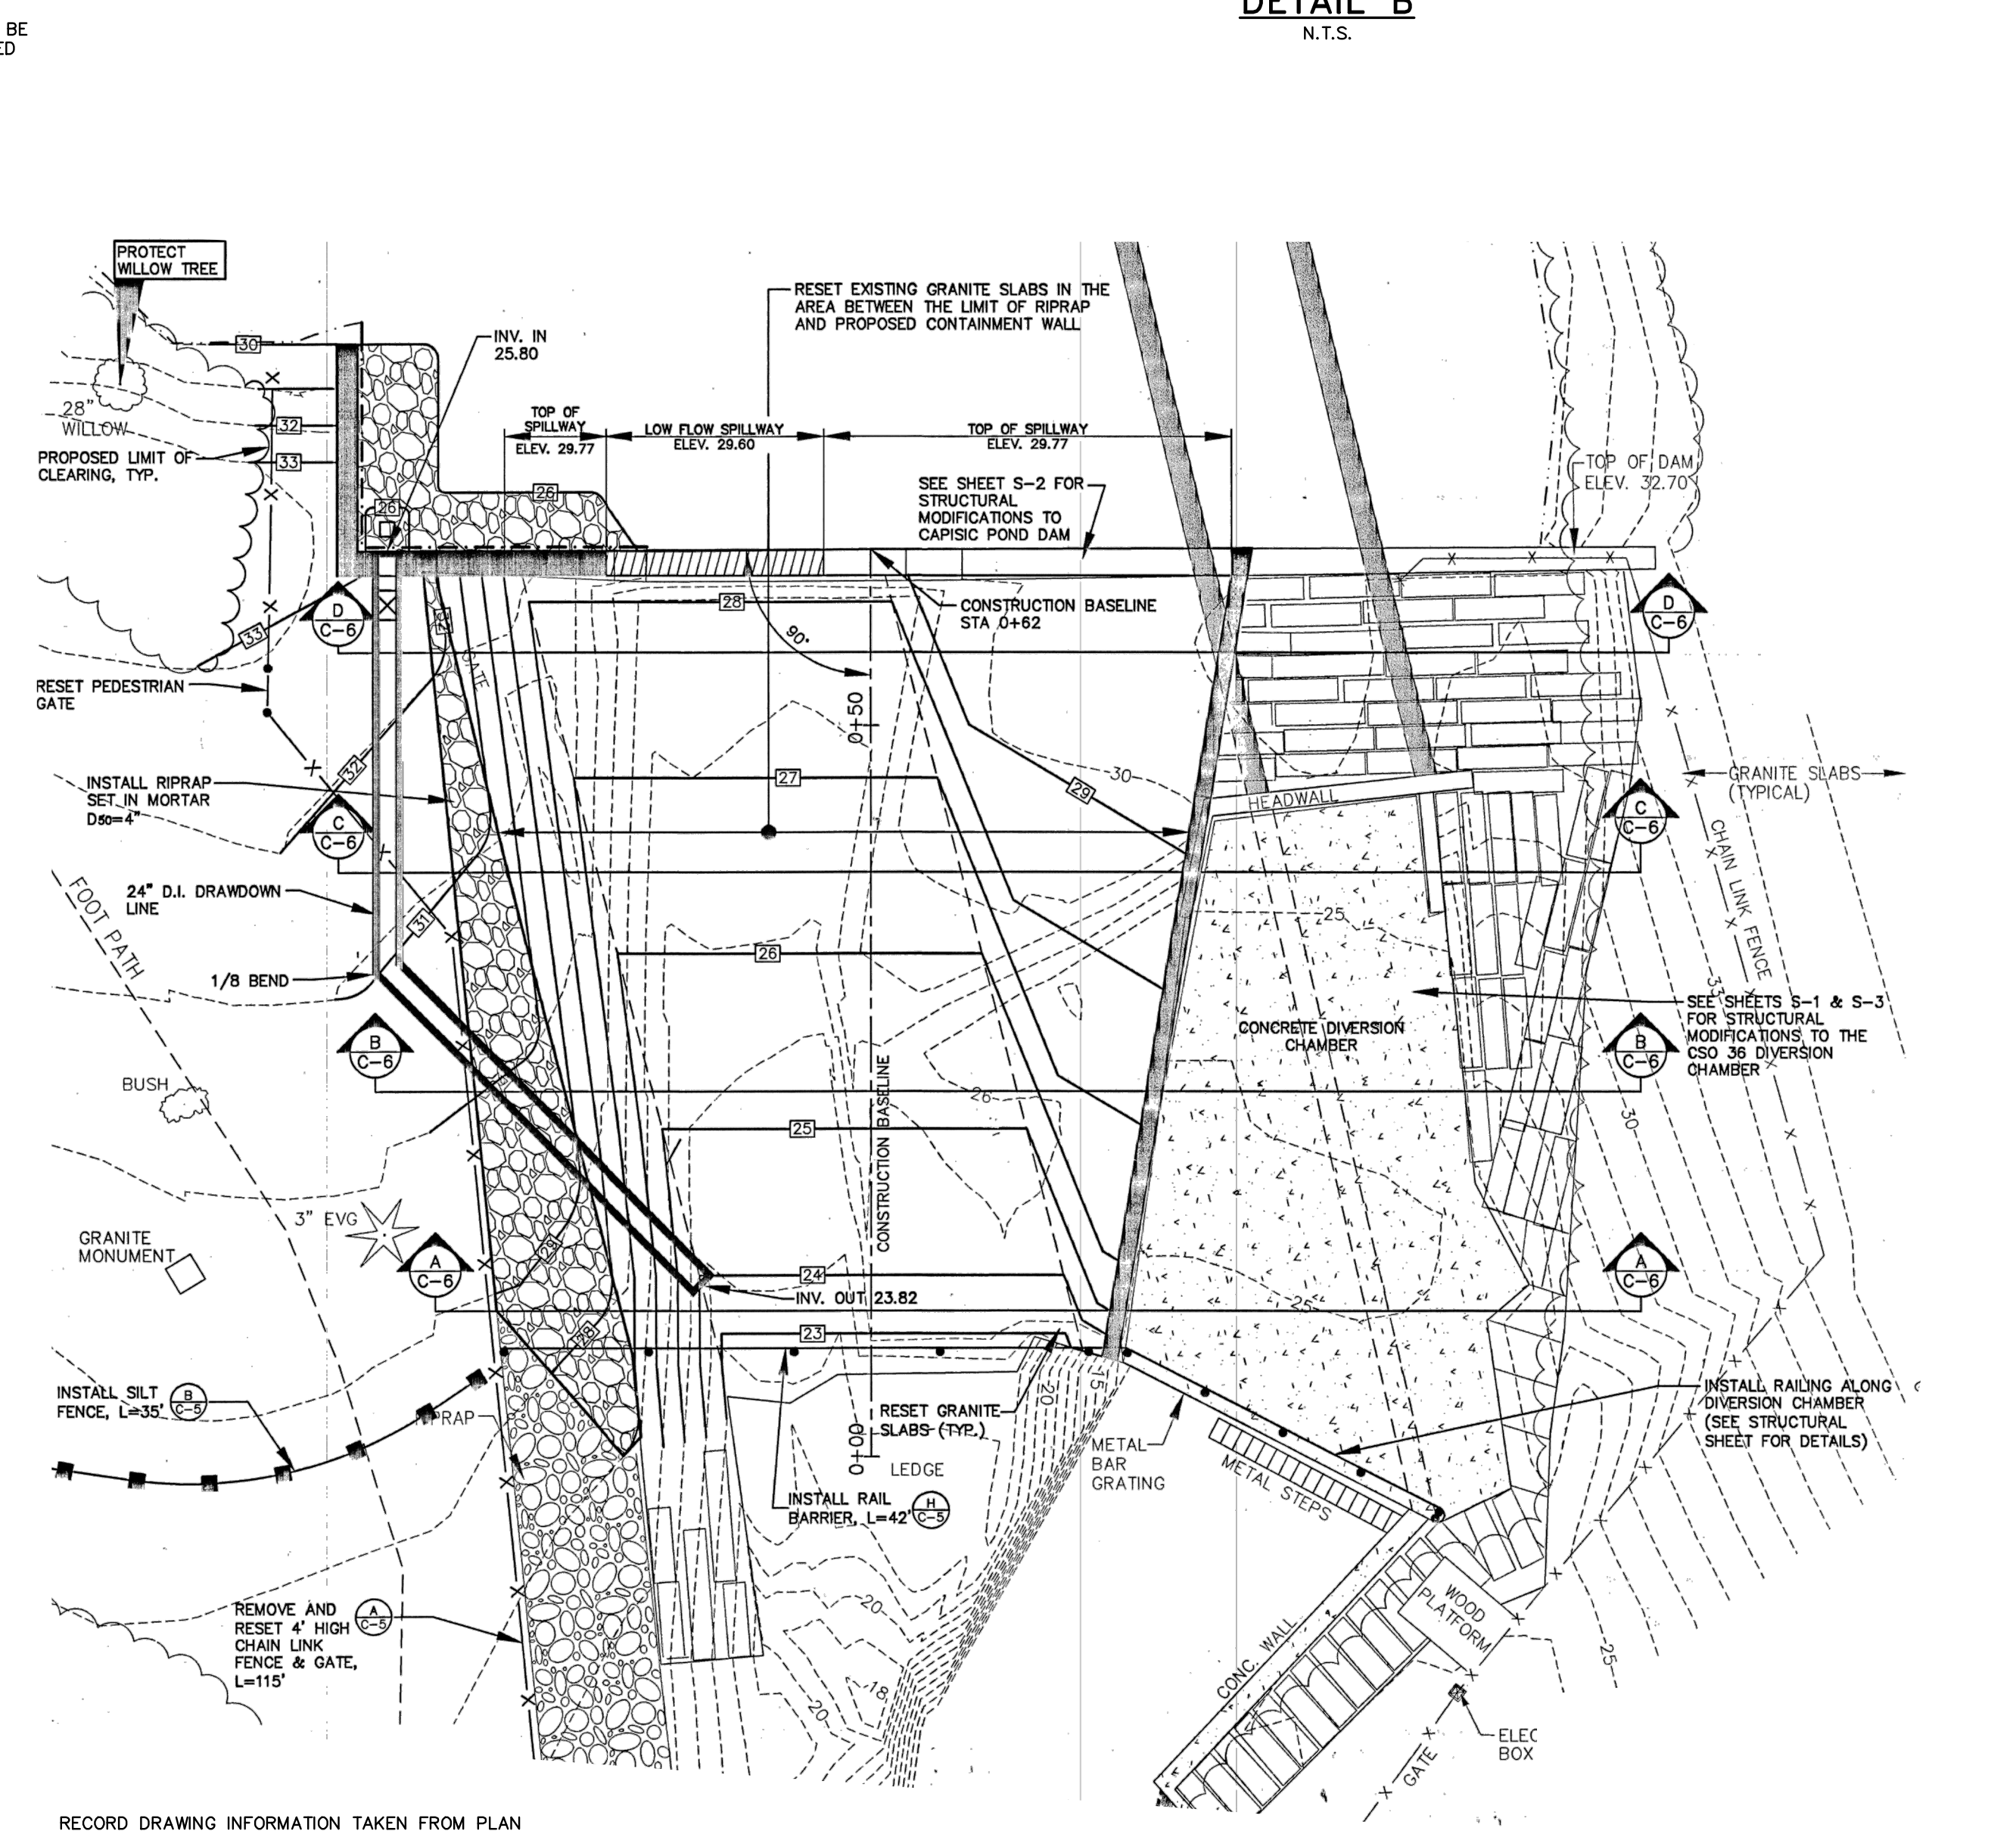 BE
ED
DETAIL B
N.T.S.
PROTECT
WILLOW TREE
30
28"
WILLOW
32
33
PROPOSED LIMIT OF
CLEARING, TYP.
INV. IN
25.80
RESET EXISTING GRANITE SLABS IN THE
AREA BETWEEN THE LIMIT OF RIPRAP
AND PROPOSED CONTAINMENT WALL
TOP OF
SPILLWAY
ELEV. 29.77
LOW FLOW SPILLWAY
ELEV. 29.60
TOP OF SPILLWAY
ELEV. 29.77
26
26
SEE SHEET S-2 FOR
STRUCTURAL
MODIFICATIONS TO
CAPISIC POND DAM
TOP OF DAM
ELEV. 32.70
D
C-6
D
C-6
28
90°
CONSTRUCTION BASELINE
STA 0+62
33
GATE
RESET PEDESTRIAN
GATE
0+50
32
27
30
29
HEADWALL
GRANITE SLABS
(TYPICAL)
INSTALL RIPRAP
SET IN MORTAR
D50=4"
C
C-6
C
C-6
CHAIN LINK FENCE
FOOT PATH
24" D.I. DRAWDOWN
LINE
31
25
1/8 BEND
26
33
SEE SHEETS S-1 & S-3
FOR STRUCTURAL
MODIFICATIONS TO THE
CSO 36 DIVERSION
CHAMBER
CONCRETE DIVERSION
CHAMBER
B
C-6
B
C-6
BUSH
26
25
30
CONSTRUCTION BASELINE
3" EVG
GRANITE
MONUMENT
29
A
C-6
A
C-6
24
INV. OUT 23.82
25
28
23
15
20
INSTALL SILT
FENCE, L=35'
B
C-5
RIPRAP
RESET GRANITE
SLABS (TYP.)
0+00
LEDGE
METAL
BAR
GRATING
METAL STEPS
INSTALL RAILING ALONG
DIVERSION CHAMBER
(SEE STRUCTURAL
SHEET FOR DETAILS)
INSTALL RAIL
BARRIER, L=42'
H
C-5
REMOVE AND
RESET 4' HIGH
CHAIN LINK
FENCE & GATE,
L=115'
A
C-5
20
18
20
WOOD
PLATFORM
CONC. WALL
25
GATE
ELEC
BOX
RECORD DRAWING INFORMATION TAKEN FROM PLAN